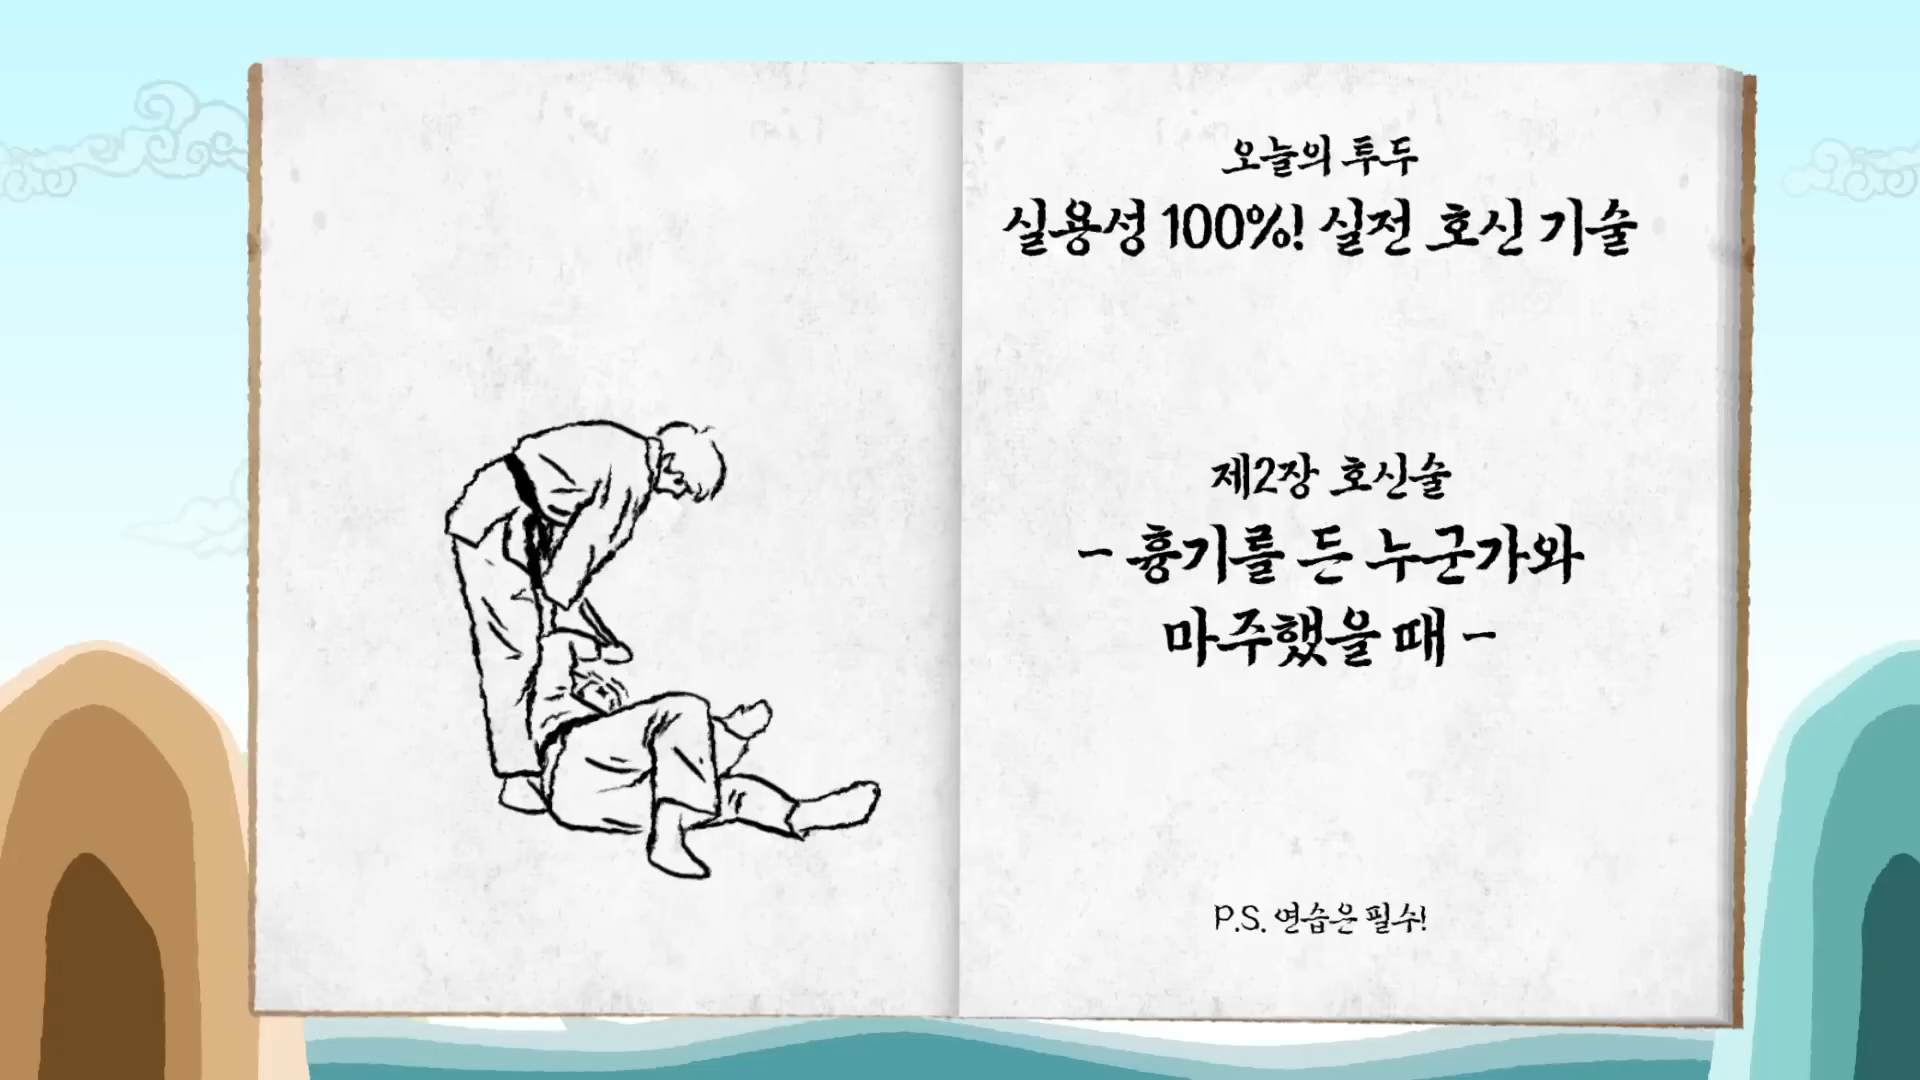 오늘의 투두
실용성 100%! 실전 호신 기술
제2장 호신술
- 흉기를 든 누군가와
마주했을 때 -
P.S. 연습은 필수!